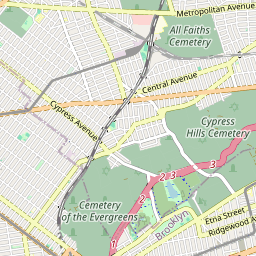 Metropolitan Avenue
All Faiths
Cemetery
Central Avenue
Cypress Avenue
Cypress
Hills Cemetery
3
2 3
2
Cemetery
of the Evergreens
1
Brooklyn
Etna Street
Ridgewood A